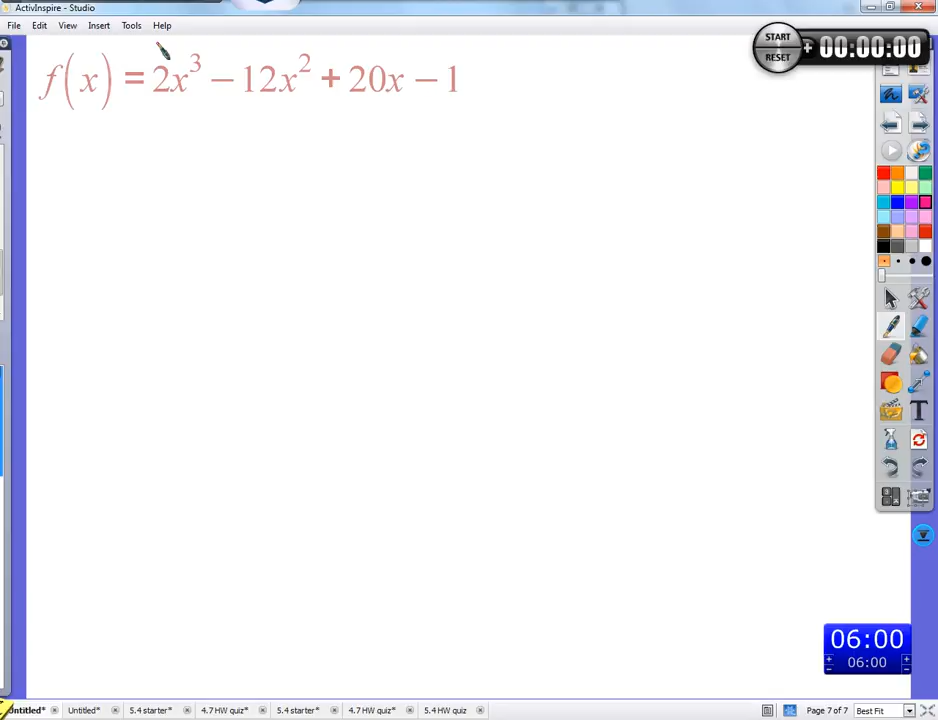 ActivInspire - Studio
File Edit View Insert Tools Help
START
RESET
+ 00:00:00
f(x) = 2x³ − 12x² + 20x − 1
06:00
+ 06:00 +
Untitled* Untitled* 5.4 starter* 4.7 HW quiz* 5.4 starter* 4.7 HW quiz* 5.4 HW quiz
Page 7 of 7 Best Fit